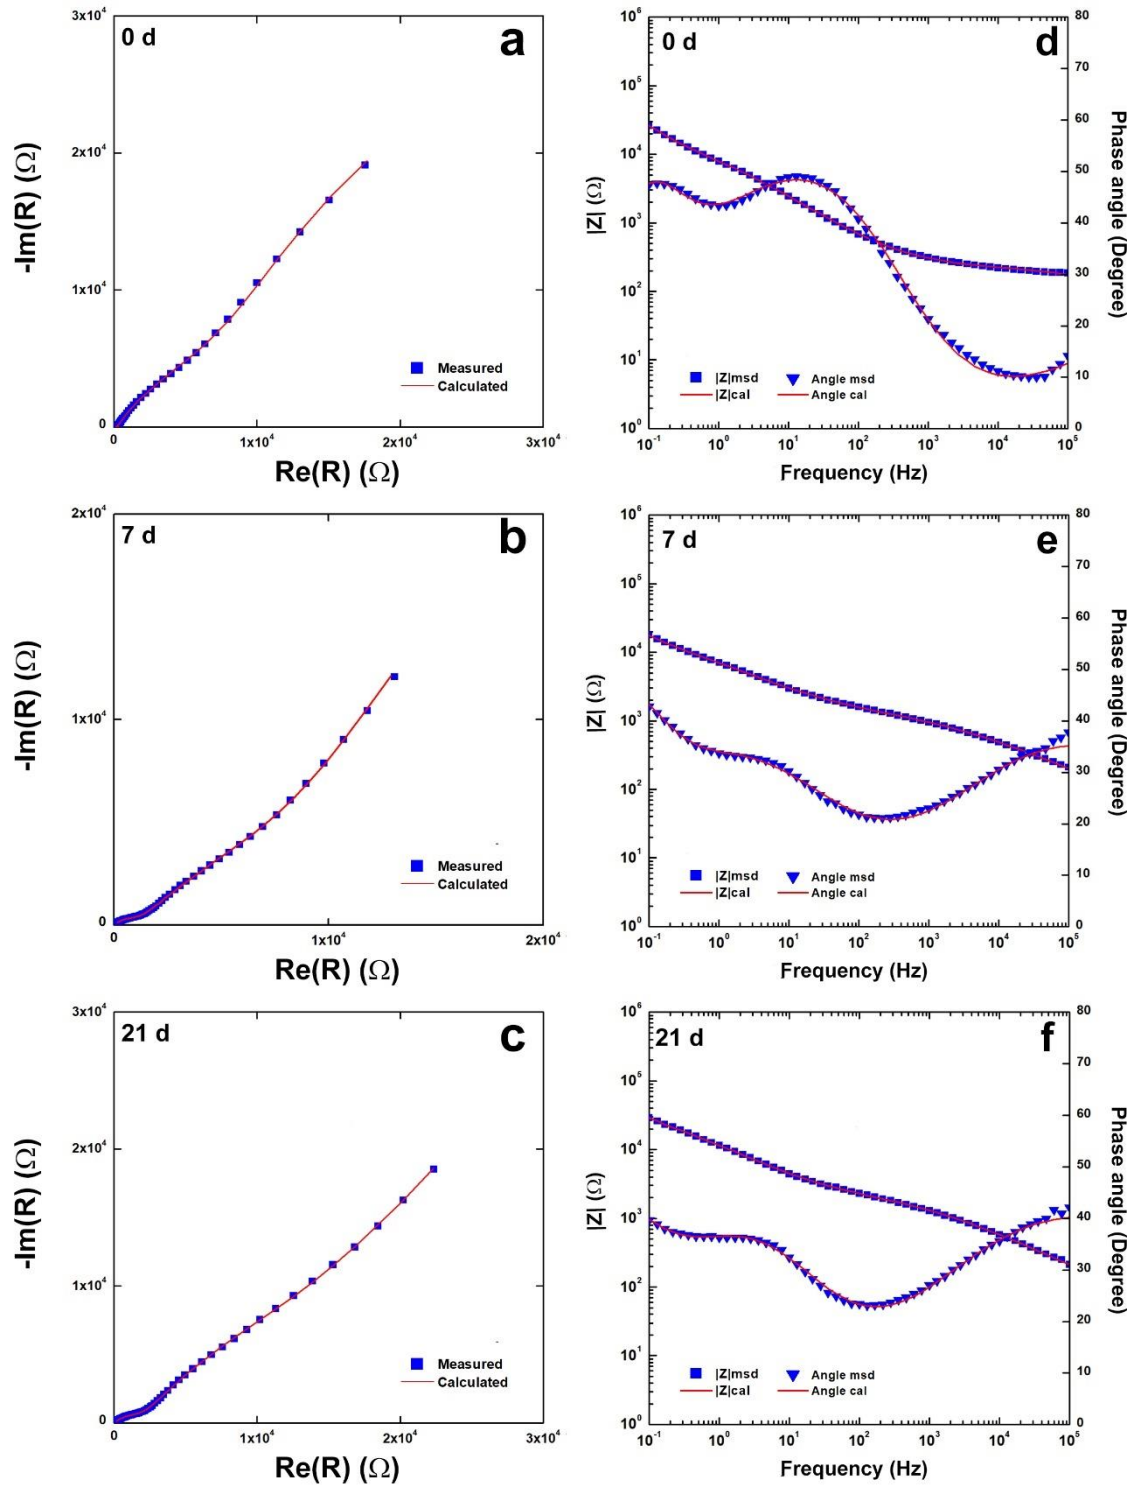 0 d
a
3x10⁴
2x10⁴
1x10⁴
0
-Im(R) (Ω)
Measured
Calculated
0
1x10⁴
2x10⁴
3x10⁴
Re(R) (Ω)
0 d
d
10⁶
10⁵
10⁴
10³
10²
10¹
10⁰
|Z| (Ω)
80
70
60
50
40
30
20
10
0
Phase angle (Degree)
|Z|msd
Angle msd
|Z|cal
Angle cal
10⁻¹
10⁰
10¹
10²
10³
10⁴
10⁵
Frequency (Hz)
7 d
b
2x10⁴
1x10⁴
0
-Im(R) (Ω)
Measured
Calculated
0
1x10⁴
2x10⁴
Re(R) (Ω)
7 d
e
10⁶
10⁵
10⁴
10³
10²
10¹
10⁰
|Z| (Ω)
80
70
60
50
40
30
20
10
0
Phase angle (Degree)
|Z|msd
Angle msd
|Z|cal
Angle cal
10⁻¹
10⁰
10¹
10²
10³
10⁴
10⁵
Frequency (Hz)
21 d
c
3x10⁴
2x10⁴
1x10⁴
0
-Im(R) (Ω)
Measured
Calculated
0
1x10⁴
2x10⁴
3x10⁴
Re(R) (Ω)
21 d
f
10⁶
10⁵
10⁴
10³
10²
10¹
10⁰
|Z| (Ω)
80
70
60
50
40
30
20
10
0
Phase angle (Degree)
|Z|msd
Angle msd
|Z|cal
Angle cal
10⁻¹
10⁰
10¹
10²
10³
10⁴
10⁵
Frequency (Hz)